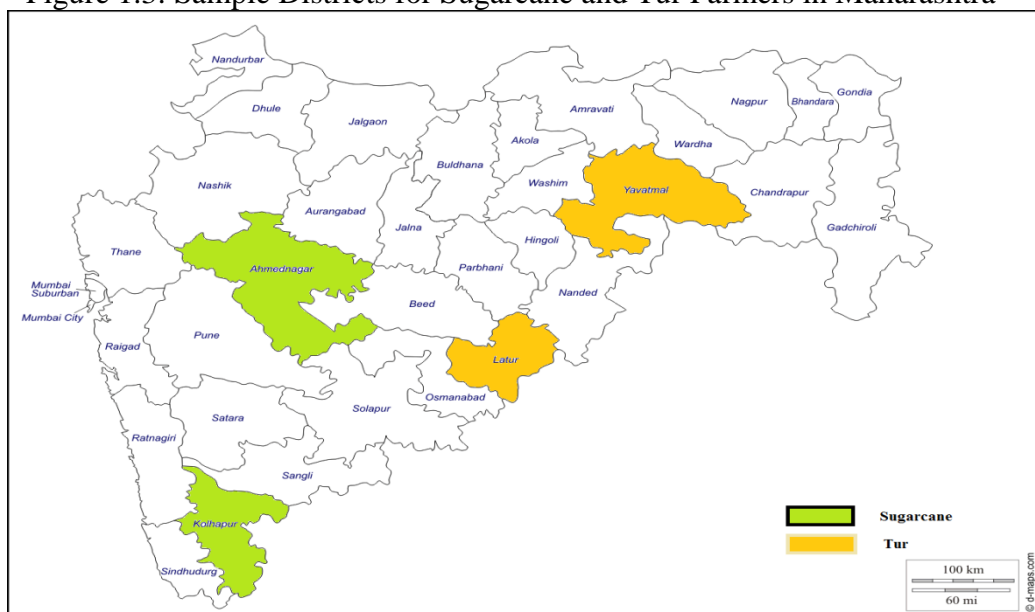 Figure 1.3: Sample Districts for Sugarcane and Tur Farmers in Maharashtra
Nandurbar
Dhule
Jalgaon
Amravati
Nagpur
Bhandara
Gondia
Akola
Wardha
Buldhana
Washim
Yavatmal
Chandrapur
Nashik
Aurangabad
Jalna
Hingoli
Gadchiroli
Thane
Ahmednagar
Parbhani
Mumbai
Suburban
Mumbai City
Nanded
Beed
Pune
Raigad
Latur
Osmanabad
Solapur
Satara
Ratnagiri
Sangli
Kolhapur
Sindhudurg
Sugarcane
Tur
100 km
60 mi
© d-maps.com